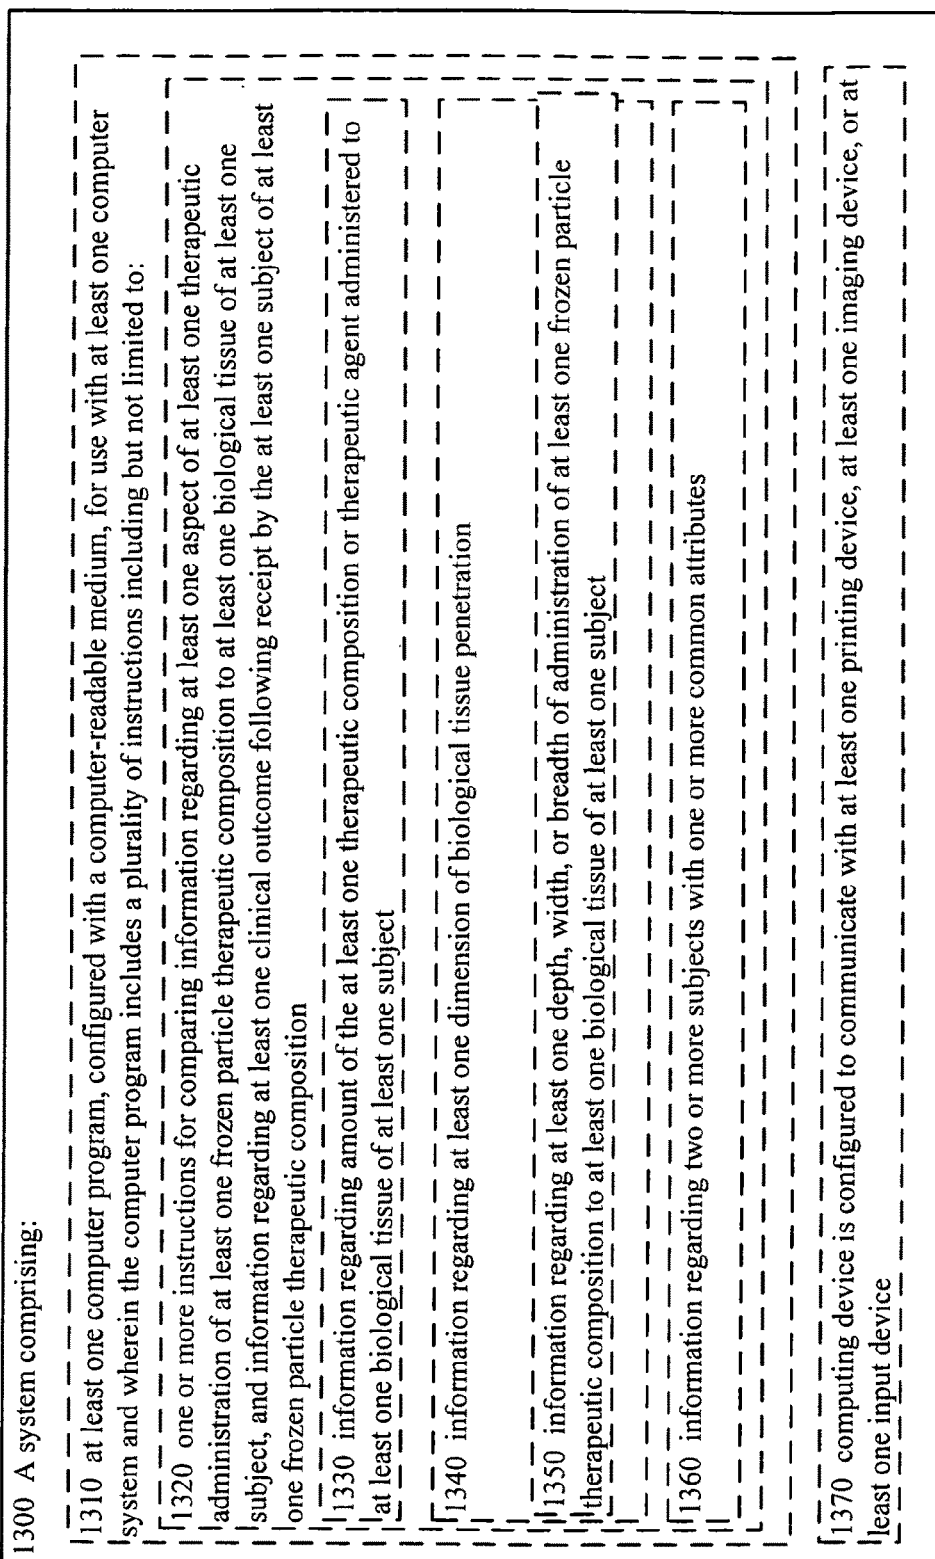 1300 A system comprising:
1310 at least one computer program, configured with a computer-readable medium, for use with at least one computer
system and wherein the computer program includes a plurality of instructions including but not limited to:
1320 one or more instructions for comparing information regarding at least one aspect of at least one therapeutic
administration of at least one frozen particle therapeutic composition to at least one biological tissue of at least one
subject, and information regarding at least one clinical outcome following receipt by the at least one subject of at least
one frozen particle therapeutic composition
1330 information regarding amount of the at least one therapeutic composition or therapeutic agent administered to
at least one biological tissue of at least one subject
1340 information regarding at least one dimension of biological tissue penetration
1350 information regarding at least one depth, width, or breadth of administration of at least one frozen particle
therapeutic composition to at least one biological tissue of at least one subject
1360 information regarding two or more subjects with one or more common attributes
1370 computing device is configured to communicate with at least one printing device, at least one imaging device, or at
least one input device